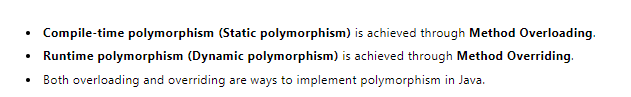 • Compile-time polymorphism (Static polymorphism) is achieved through Method Overloading.
• Runtime polymorphism (Dynamic polymorphism) is achieved through Method Overriding.
• Both overloading and overriding are ways to implement polymorphism in Java.